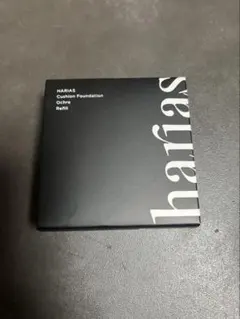 HARIAS
Cushion Foundation
Ochre
Refill
harias